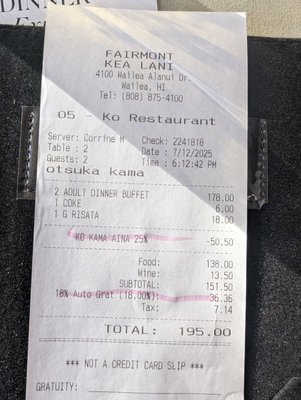 DINNER
FAIRMONT
KEA LANI
4100 Wailea Alanui Dr.
Wailea, HI
Tel: (808) 875-4100
05 - Ko Restaurant
Server: Corrine M Check: 2241818
Table : 2 Date : 7/12/2025
Guests: 2 Time : 6:12:42 PM
otsuka kama
2 ADULT DINNER BUFFET 178.00
1 COKE 6.00
1 G RISATA 18.00
KO KAMA AINA 25% -50.50
Food: 138.00
Wine: 13.50
SUBTOTAL: 151.50
18% Auto Grat (18.00%): 36.36
Tax: 7.14
TOTAL: 195.00
*** NOT A CREDIT CARD SLIP ***
GRATUITY: